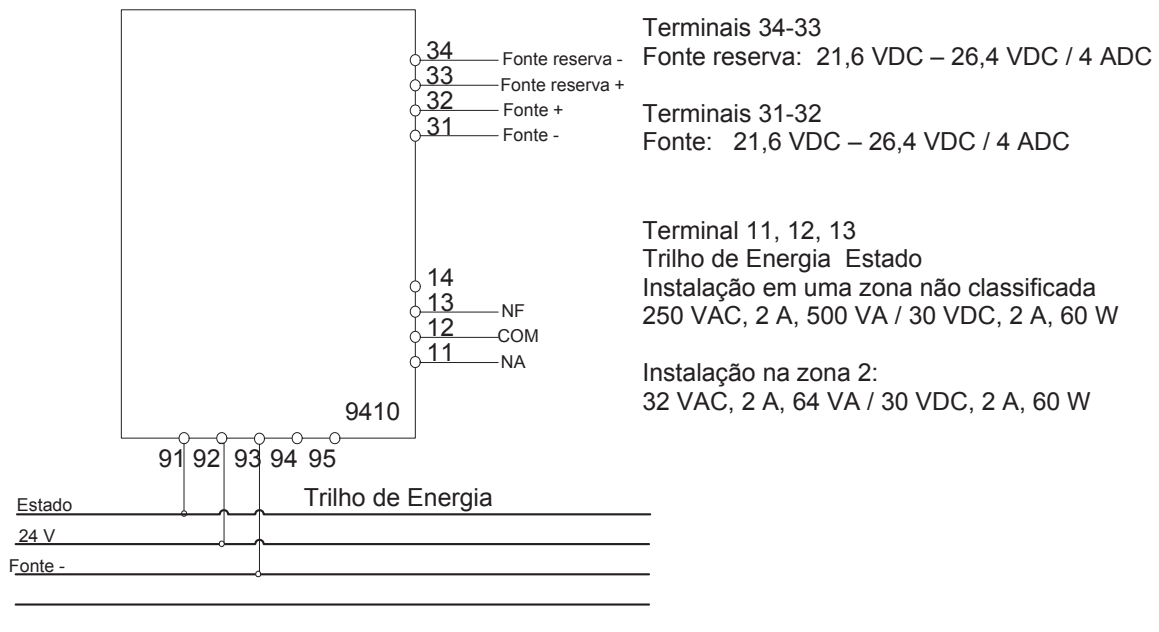 34
Fonte reserva -
33
Fonte reserva +
32
Fonte +
31
Fonte -
14
13
NF
12
COM
11
NA
9410
91 92 93 94 95
Terminais 34-33
Fonte reserva: 21,6 VDC – 26,4 VDC / 4 ADC
Terminais 31-32
Fonte: 21,6 VDC – 26,4 VDC / 4 ADC
Terminal 11, 12, 13
Trilho de Energia Estado
Instalação em uma zona não classificada
250 VAC, 2 A, 500 VA / 30 VDC, 2 A, 60 W
Instalação na zona 2:
32 VAC, 2 A, 64 VA / 30 VDC, 2 A, 60 W
Trilho de Energia
Estado
24 V
Fonte -